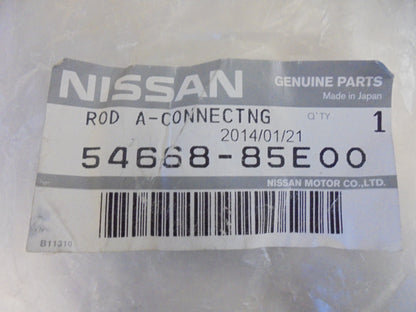 NISSAN GENUINE PARTS
Made in Japan
ROD A-CONNECTNG Q'TY 1
2014/01/21
54668-85E00
NISSAN MOTOR CO.,LTD.
B11310